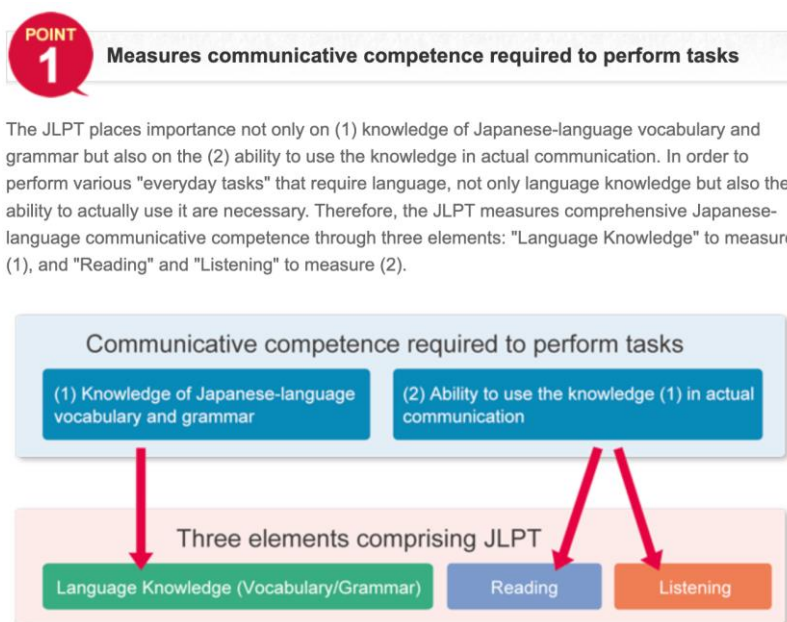 POINT
1
Measures communicative competence required to perform tasks
The JLPT places importance not only on (1) knowledge of Japanese-language vocabulary and
grammar but also on the (2) ability to use the knowledge in actual communication. In order to
perform various "everyday tasks" that require language, not only language knowledge but also the
ability to actually use it are necessary. Therefore, the JLPT measures comprehensive Japanese-
language communicative competence through three elements: "Language Knowledge" to measure
(1), and "Reading" and "Listening" to measure (2).
Communicative competence required to perform tasks
(1) Knowledge of Japanese-language
vocabulary and grammar
(2) Ability to use the knowledge (1) in actual
communication
Three elements comprising JLPT
Language Knowledge (Vocabulary/Grammar)
Reading
Listening